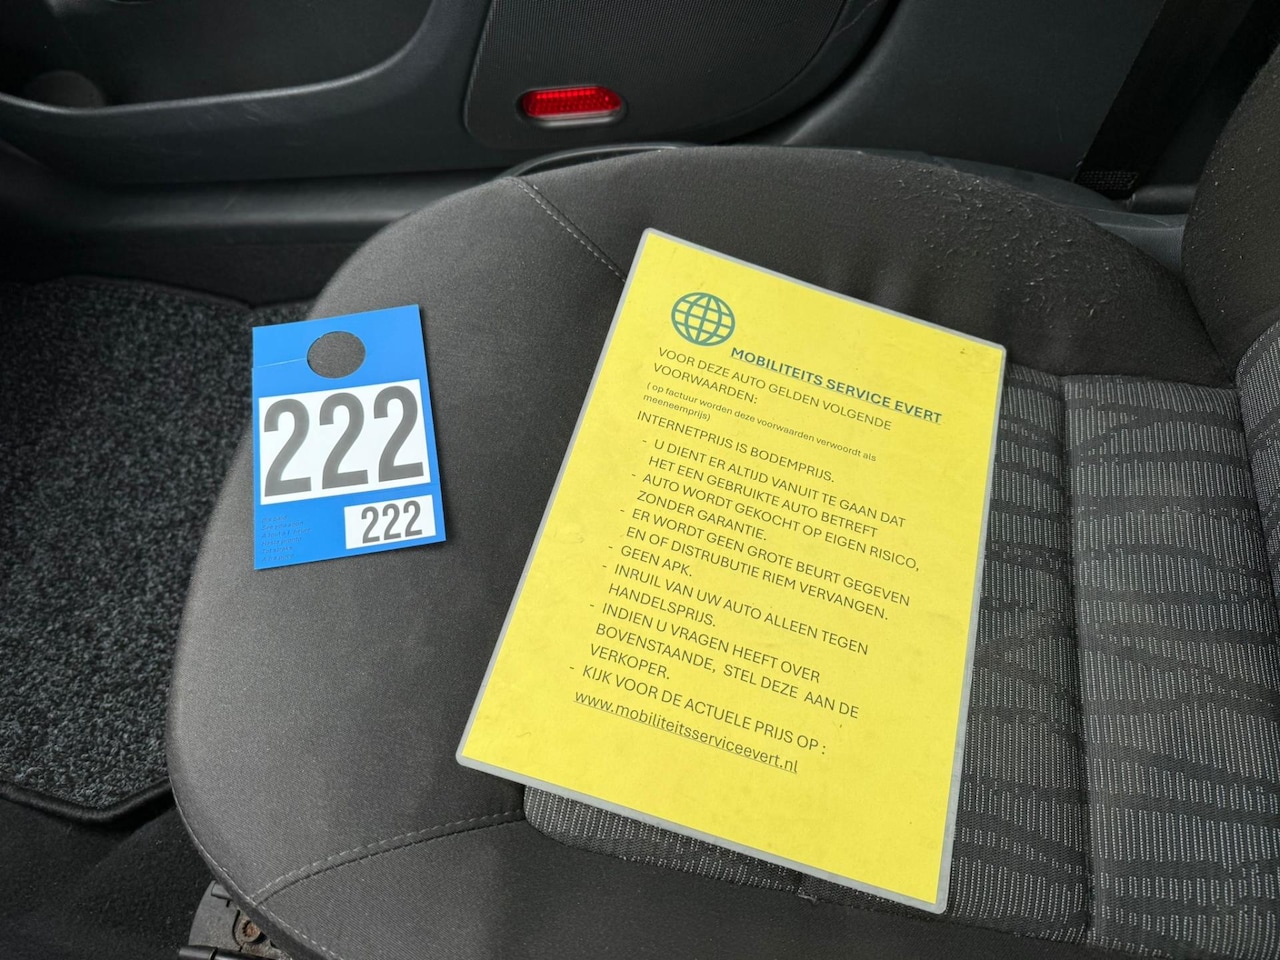 222
222
MOBILITEITS SERVICE EVERT
VOOR DEZE AUTO GELDEN VOLGENDE
VOORWAARDEN:
( op factuur worden deze voorwaarden verwoordt als
meeneemprijs)
INTERNETPRIJS IS BODEMPRIJS.
- U DIENT ER ALTIJD VANUIT TE GAAN DAT
HET EEN GEBRUIKTE AUTO BETREFT
- AUTO WORDT GEKOCHT OP EIGEN RISICO,
ZONDER GARANTIE.
- ER WORDT GEEN GROTE BEURT GEGEVEN
EN OF DISTRUBUTIE RIEM VERVANGEN.
- GEEN APK.
- INRUIL VAN UW AUTO ALLEEN TEGEN
HANDELSPRIJS.
- INDIEN U VRAGEN HEEFT OVER
BOVENSTAANDE, STEL DEZE AAN DE
VERKOPER.
- KIJK VOOR DE ACTUELE PRIJS OP :
www.mobiliteitsserviceevert.nl